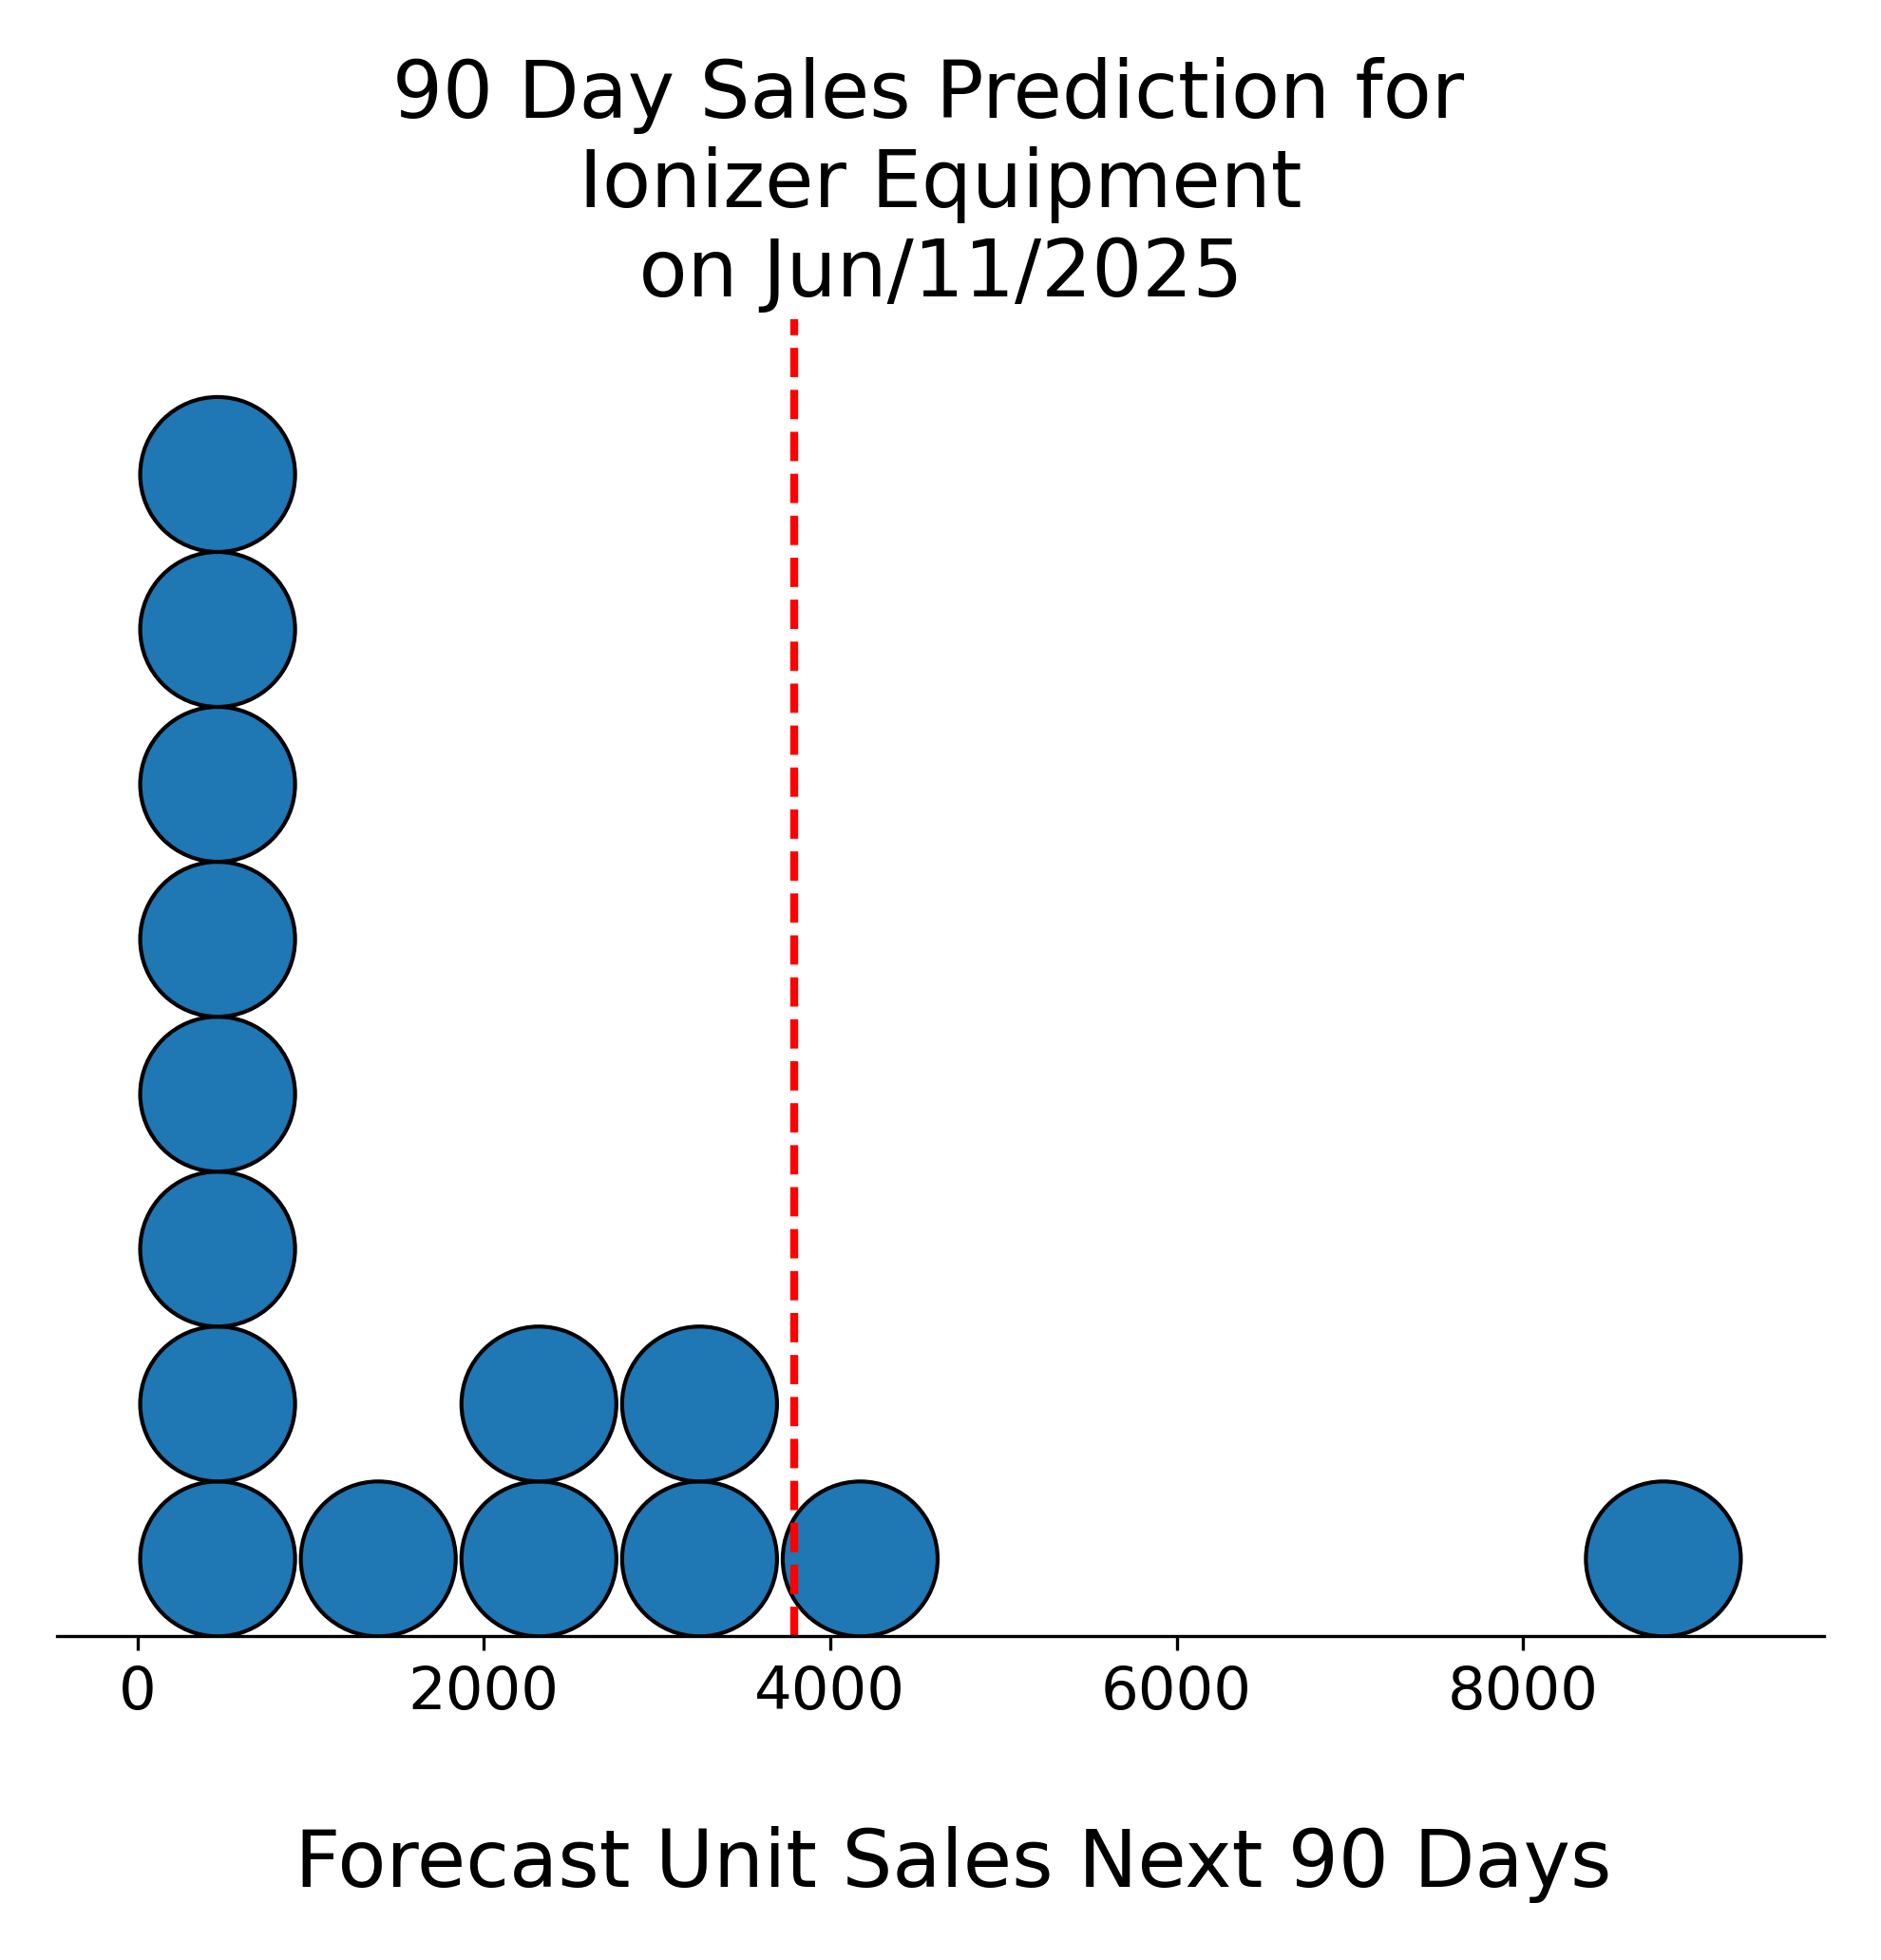 90 Day Sales Prediction for
Ionizer Equipment
on Jun/11/2025
0 2000 4000 6000 8000
Forecast Unit Sales Next 90 Days